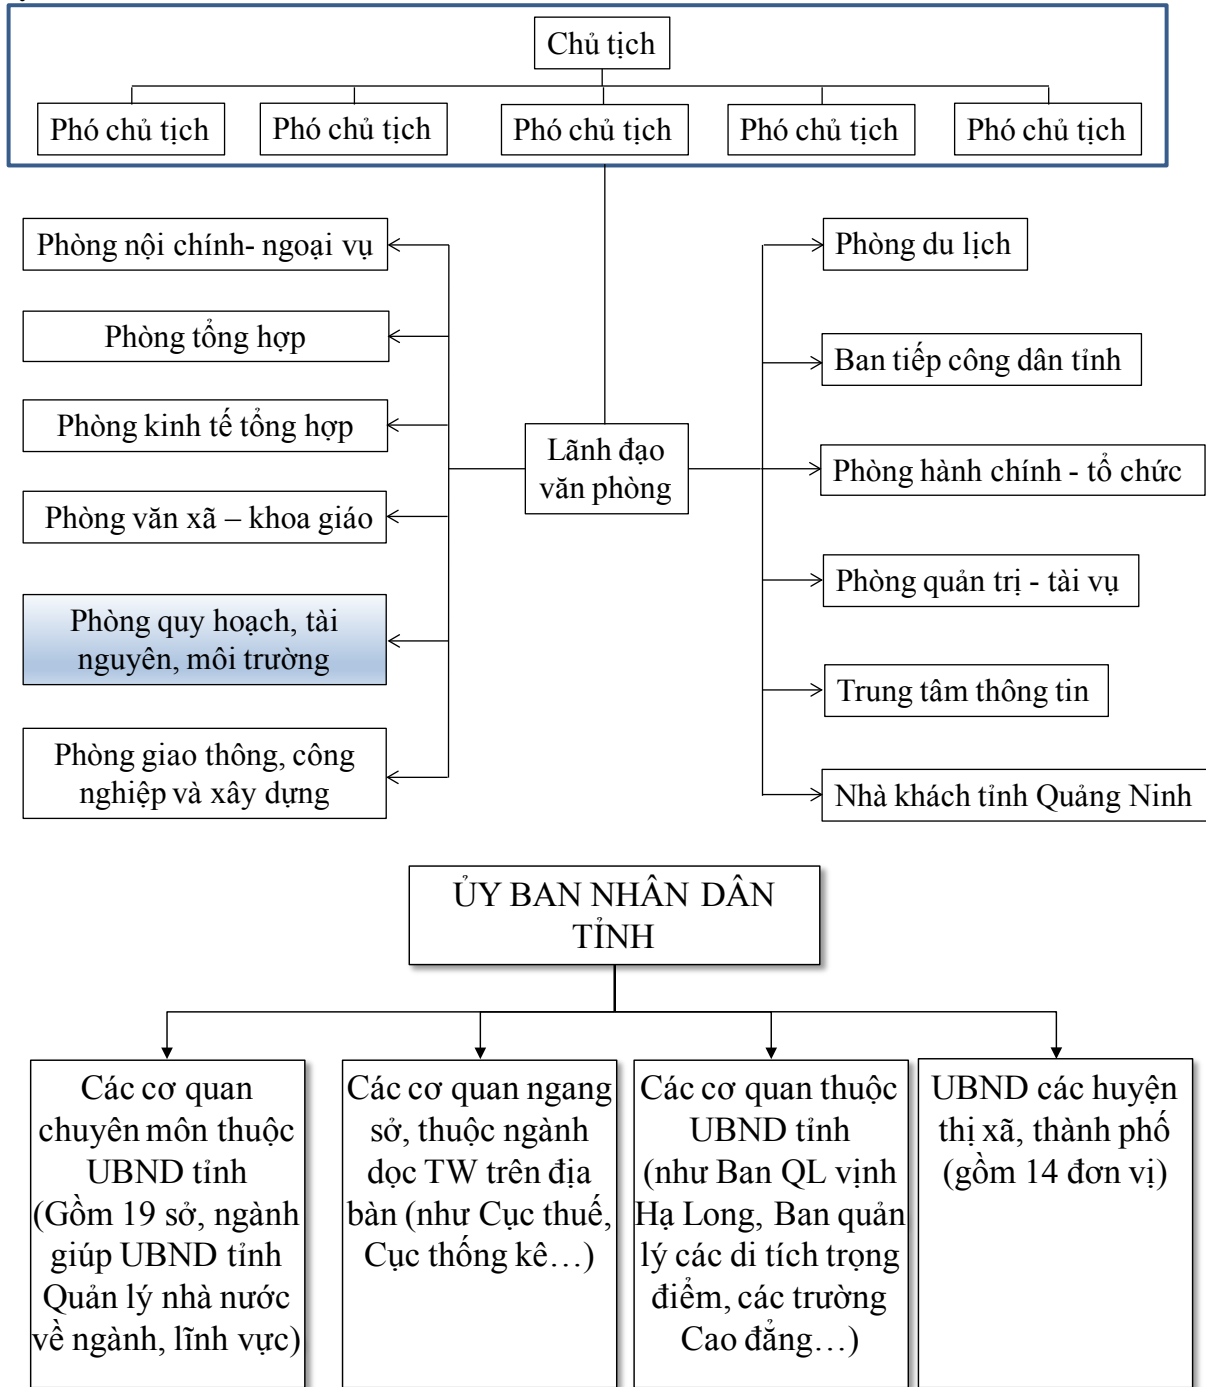 Chủ tịch
Phó chủ tịch
Phó chủ tịch
Phó chủ tịch
Phó chủ tịch
Phó chủ tịch
Phòng nội chính- ngoại vụ
Phòng tổng hợp
Phòng kinh tế tổng hợp
Phòng văn xã – khoa giáo
Phòng quy hoạch, tài
nguyên, môi trường
Phòng giao thông, công
nghiệp và xây dựng
Lãnh đạo
văn phòng
Phòng du lịch
Ban tiếp công dân tỉnh
Phòng hành chính - tổ chức
Phòng quản trị - tài vụ
Trung tâm thông tin
Nhà khách tỉnh Quảng Ninh
ỦY BAN NHÂN DÂN
TỈNH
Các cơ quan
chuyên môn thuộc
UBND tỉnh
(Gồm 19 sở, ngành
giúp UBND tỉnh
Quản lý nhà nước
về ngành, lĩnh vực)
Các cơ quan ngang
sở, thuộc ngành
dọc TW trên địa
bàn (như Cục thuế,
Cục thống kê…)
Các cơ quan thuộc
UBND tỉnh
(như Ban QL vịnh
Hạ Long, Ban quản
lý các di tích trọng
điểm, các trường
Cao đẳng…)
UBND các huyện
thị xã, thành phố
(gồm 14 đơn vị)